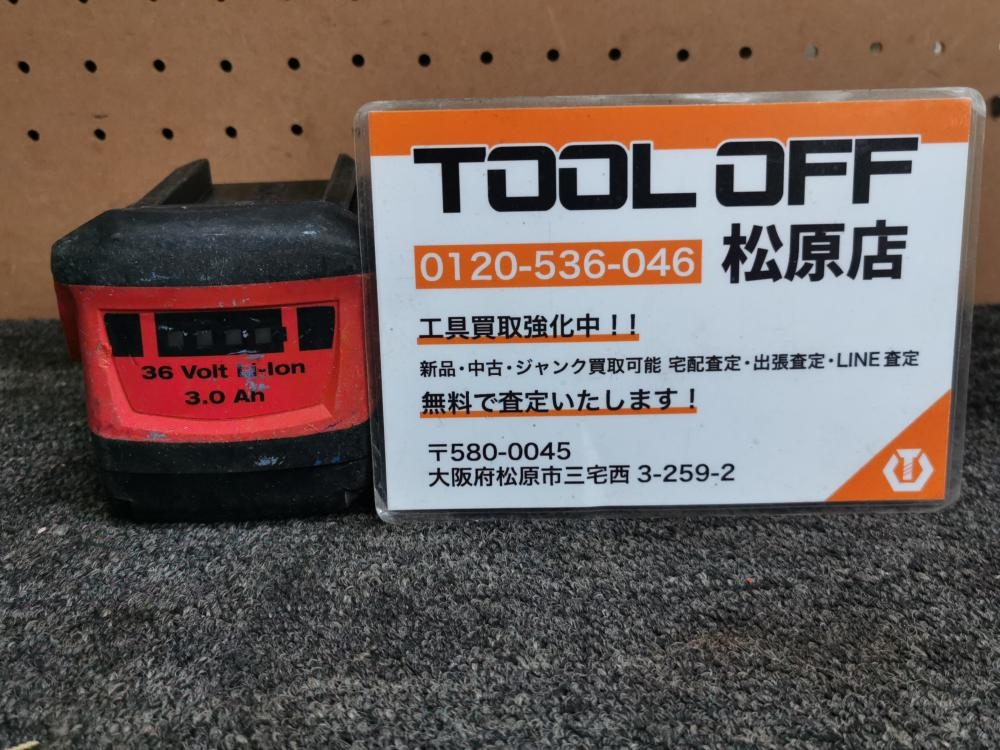 36 Volt Li-Ion
3.0 Ah
TOOL OFF
0120-536-046 松原店
工具買取強化中!!
新品・中古・ジャンク買取可能 宅配査定・出張査定・LINE査定
無料で査定いたします!
〒580-0045
大阪府松原市三宅西 3-259-2